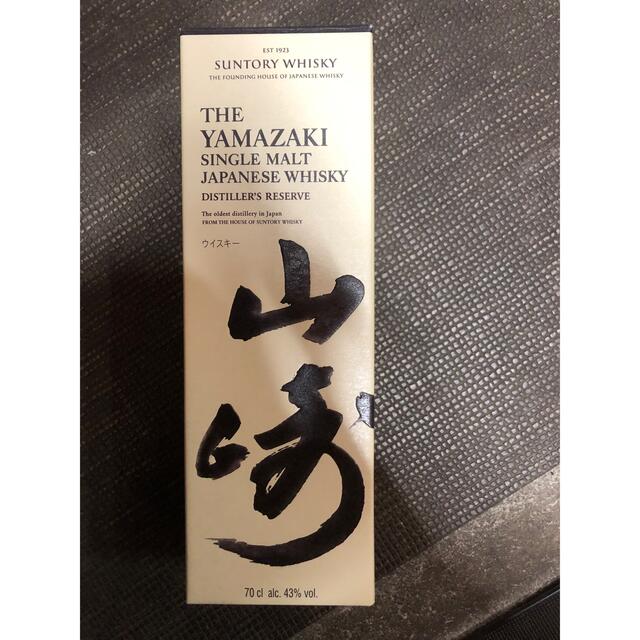 EST 1923
SUNTORY WHISKY
THE FOUNDING HOUSE OF JAPANESE WHISKY
THE
YAMAZAKI
SINGLE MALT
JAPANESE WHISKY
DISTILLER'S RESERVE
The oldest distillery in Japan
FROM THE HOUSE OF SUNTORY WHISKY
ウイスキー
山
崎
70 cl alc. 43% vol.